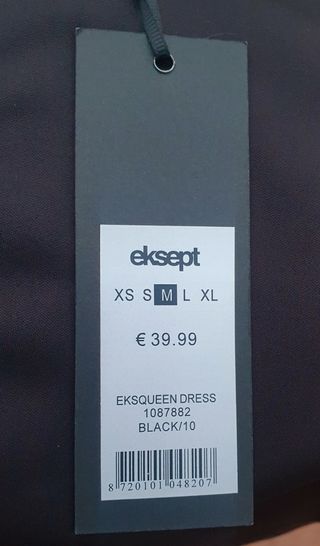 eksept
XS S M L XL
€ 39.99
EKSQUEEN DRESS
1087882
BLACK/10
8 720101 048207